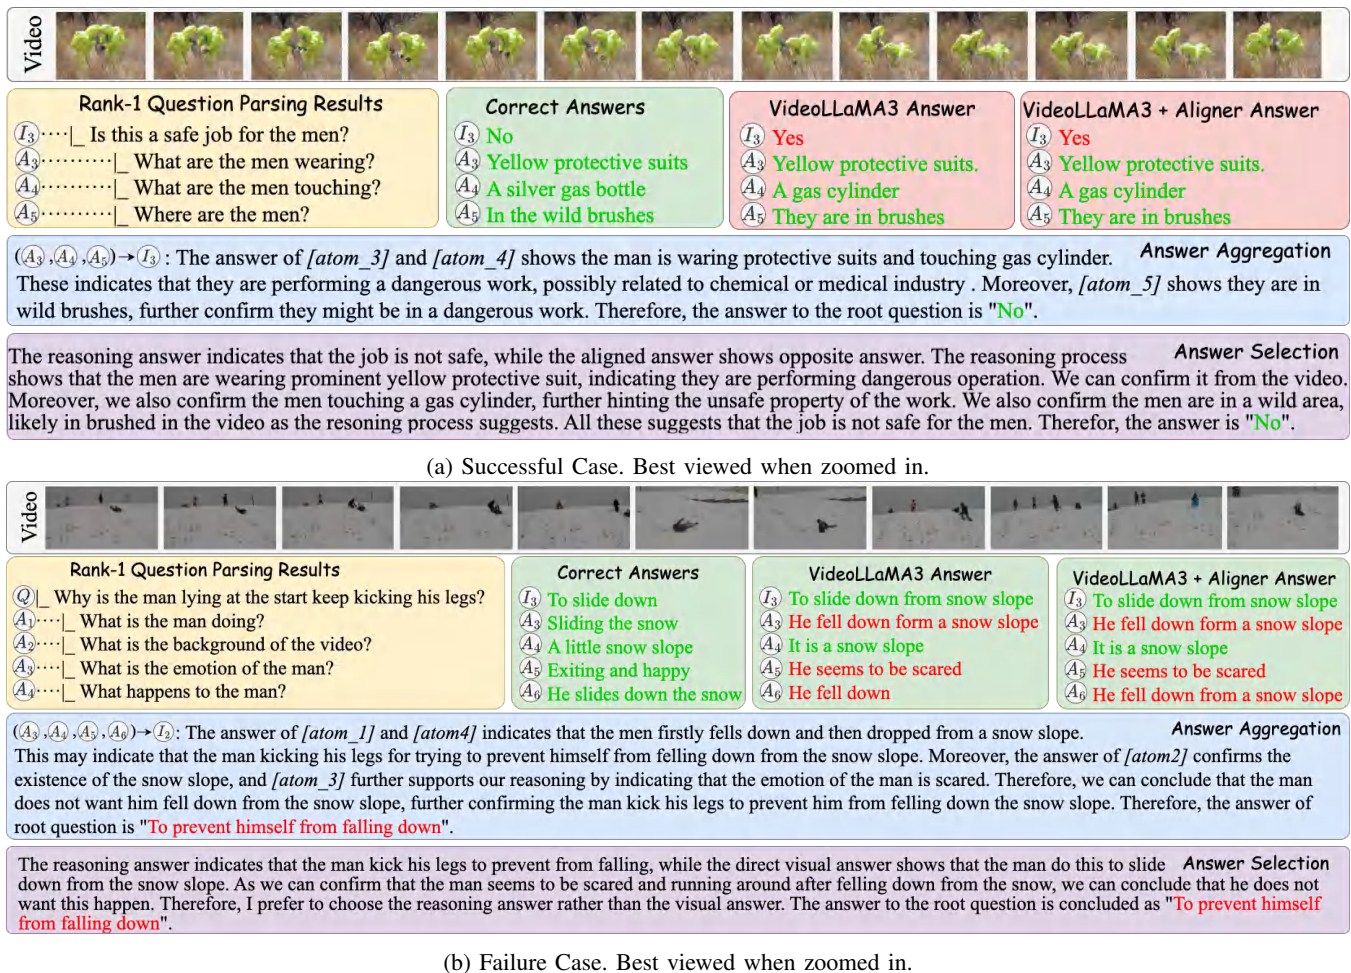 Video
Rank-1 Question Parsing Results
I3 ····|_ Is this a safe job for the men?
A3 ··········|_ What are the men wearing?
A4 ··········|_ What are the men touching?
A5 ··········|_ Where are the men?
Correct Answers
I3 No
A3 Yellow protective suits
A4 A silver gas bottle
A5 In the wild brushes
VideoLLaMA3 Answer
I3 Yes
A3 Yellow protective suits.
A4 A gas cylinder
A5 They are in brushes
VideoLLaMA3 + Aligner Answer
I3 Yes
A3 Yellow protective suits.
A4 A gas cylinder
A5 They are in brushes
Answer Aggregation
(A3 ,A4 ,A5)→I3 : The answer of [atom_3] and [atom_4] shows the man is waring protective suits and touching gas cylinder.
These indicates that they are performing a dangerous work, possibly related to chemical or medical industry . Moreover, [atom_5] shows they are in
wild brushes, further confirm they might be in a dangerous work. Therefore, the answer to the root question is "No".
Answer Selection
The reasoning answer indicates that the job is not safe, while the aligned answer shows opposite answer. The reasoning process
shows that the men are wearing prominent yellow protective suit, indicating they are performing dangerous operation. We can confirm it from the video.
Moreover, we also confirm the men touching a gas cylinder, further hinting the unsafe property of the work. We also confirm the men are in a wild area,
likely in brushed in the video as the resoning process suggests. All these suggests that the job is not safe for the men. Therefor, the answer is "No".
(a) Successful Case. Best viewed when zoomed in.
Video
Rank-1 Question Parsing Results
Q|_ Why is the man lying at the start keep kicking his legs?
A1····|_ What is the man doing?
A2····|_ What is the background of the video?
A3····|_ What is the emotion of the man?
A4····|_ What happens to the man?
Correct Answers
I3 To slide down
A3 Sliding the snow
A4 A little snow slope
A5 Exiting and happy
A6 He slides down the snow
VideoLLaMA3 Answer
I3 To slide down from snow slope
A3 He fell down form a snow slope
A4 It is a snow slope
A5 He seems to be scared
A6 He fell down
VideoLLaMA3 + Aligner Answer
I3 To slide down from snow slope
A3 He fell down form a snow slope
A4 It is a snow slope
A5 He seems to be scared
A6 He fell down from a snow slope
Answer Aggregation
(A3 ,A4 ,A5 ,A6)→I2: The answer of [atom_1] and [atom4] indicates that the men firstly fells down and then dropped from a snow slope.
This may indicate that the man kicking his legs for trying to prevent himself from felling down from the snow slope. Moreover, the answer of [atom2] confirms the
existence of the snow slope, and [atom_3] further supports our reasoning by indicating that the emotion of the man is scared. Therefore, we can conclude that the man
does not want him fell down from the snow slope, further confirming the man kick his legs to prevent him from felling down the snow slope. Therefore, the answer of
root question is "To prevent himself from falling down".
Answer Selection
The reasoning answer indicates that the man kick his legs to prevent from falling, while the direct visual answer shows that the man do this to slide
down from the snow slope. As we can confirm that the man seems to be scared and running around after felling down from the snow, we can conclude that he does not
want this happen. Therefore, I prefer to choose the reasoning answer rather than the visual answer. The answer to the root question is concluded as "To prevent himself
from falling down".
(b) Failure Case. Best viewed when zoomed in.